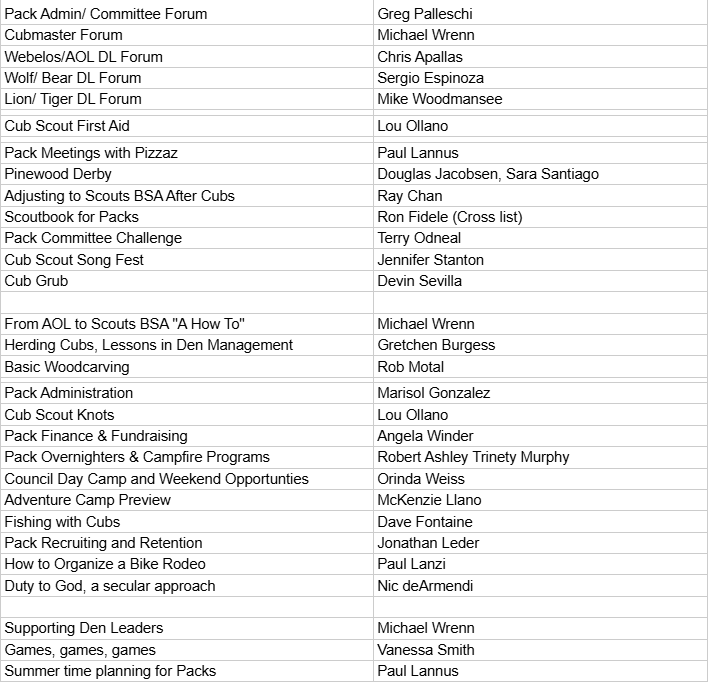 Pack Admin/ Committee Forum Greg Palleschi
Cubmaster Forum Michael Wrenn
Webelos/AOL DL Forum Chris Apallas
Wolf/ Bear DL Forum Sergio Espinoza
Lion/ Tiger DL Forum Mike Woodmansee
Cub Scout First Aid Lou Ollano
Pack Meetings with Pizzaz Paul Lannus
Pinewood Derby Douglas Jacobsen, Sara Santiago
Adjusting to Scouts BSA After Cubs Ray Chan
Scoutbook for Packs Ron Fidele (Cross list)
Pack Committee Challenge Terry Odneal
Cub Scout Song Fest Jennifer Stanton
Cub Grub Devin Sevilla
From AOL to Scouts BSA "A How To" Michael Wrenn
Herding Cubs, Lessons in Den Management Gretchen Burgess
Basic Woodcarving Rob Motal
Pack Administration Marisol Gonzalez
Cub Scout Knots Lou Ollano
Pack Finance & Fundraising Angela Winder
Pack Overnighters & Campfire Programs Robert Ashley Trinety Murphy
Council Day Camp and Weekend Opportunties Orinda Weiss
Adventure Camp Preview McKenzie Llano
Fishing with Cubs Dave Fontaine
Pack Recruiting and Retention Jonathan Leder
How to Organize a Bike Rodeo Paul Lanzi
Duty to God, a secular approach Nic deArmendi
Supporting Den Leaders Michael Wrenn
Games, games, games Vanessa Smith
Summer time planning for Packs Paul Lannus